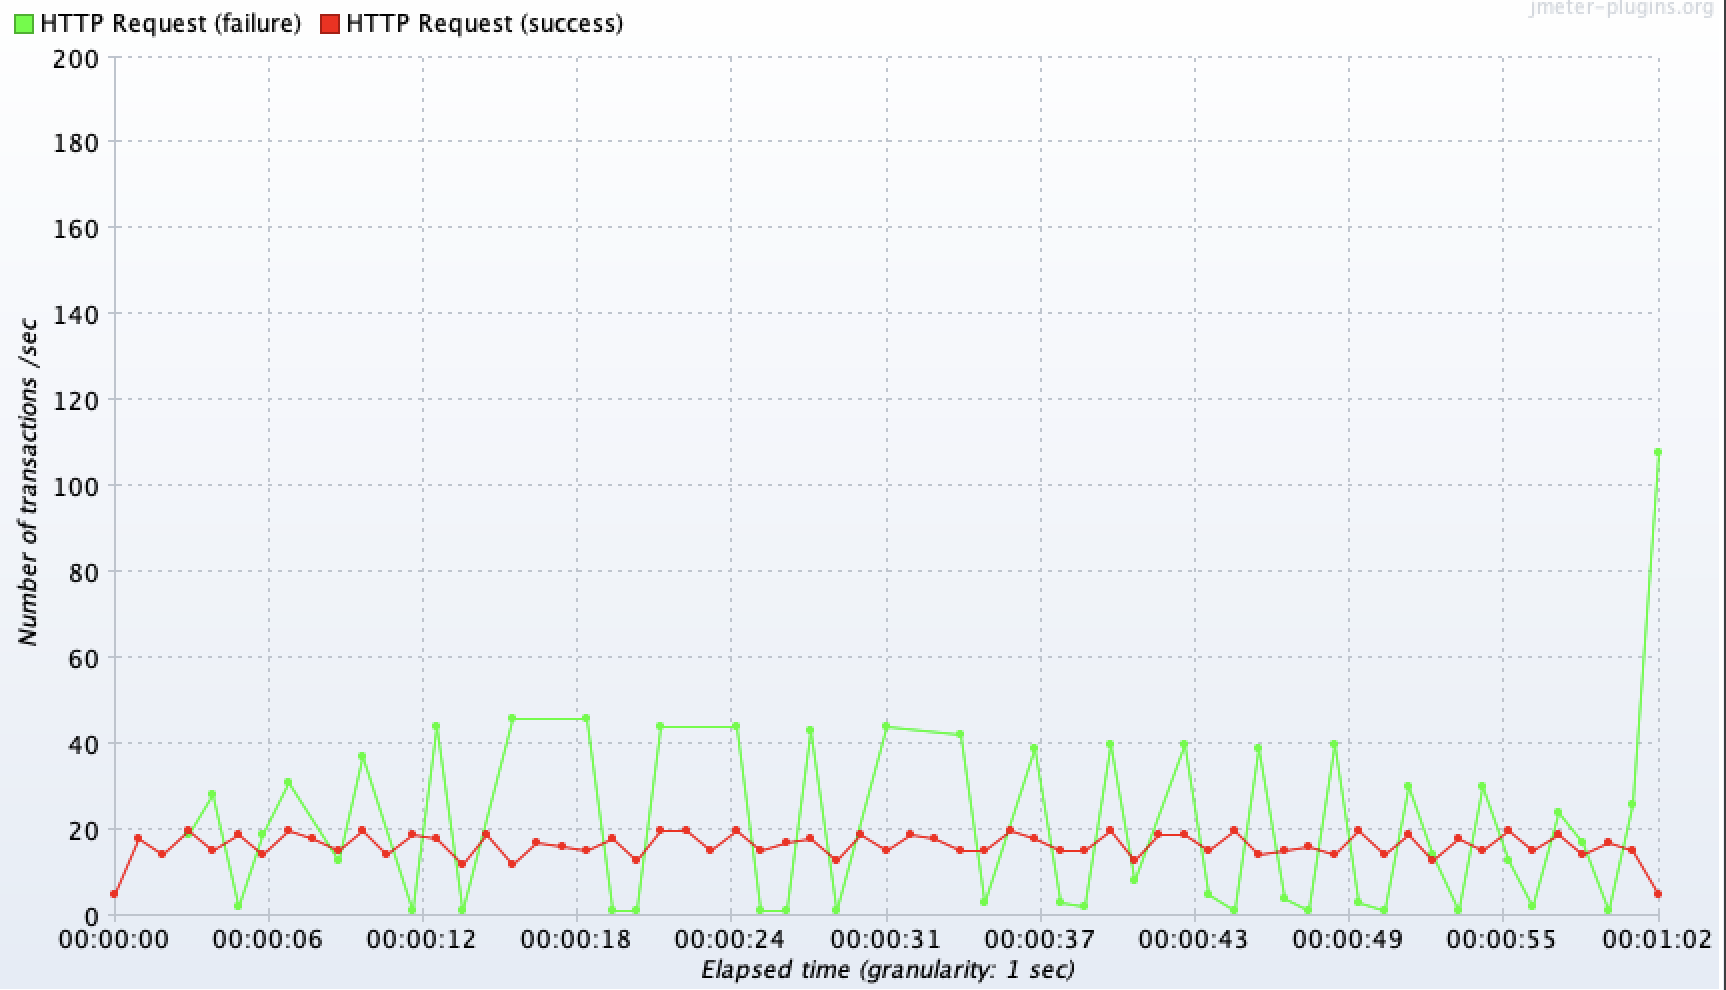 jmeter-plugins.org
HTTP Request (failure) HTTP Request (success)
200
180
160
140
120
100
80
60
40
20
0
Number of transactions /sec
00:00:00 00:00:06 00:00:12 00:00:18 00:00:24 00:00:31 00:00:37 00:00:43 00:00:49 00:00:55 00:01:02
Elapsed time (granularity: 1 sec)